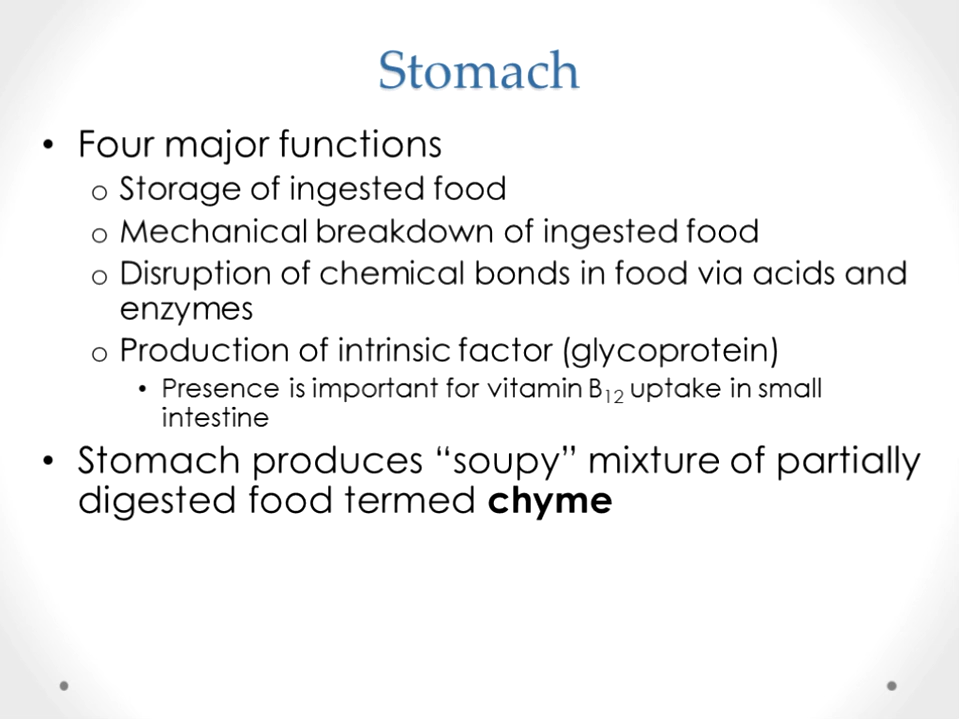 Stomach
• Four major functions
o Storage of ingested food
o Mechanical breakdown of ingested food
o Disruption of chemical bonds in food via acids and
enzymes
o Production of intrinsic factor (glycoprotein)
• Presence is important for vitamin B₁₂ uptake in small
intestine
• Stomach produces “soupy” mixture of partially
digested food termed chyme